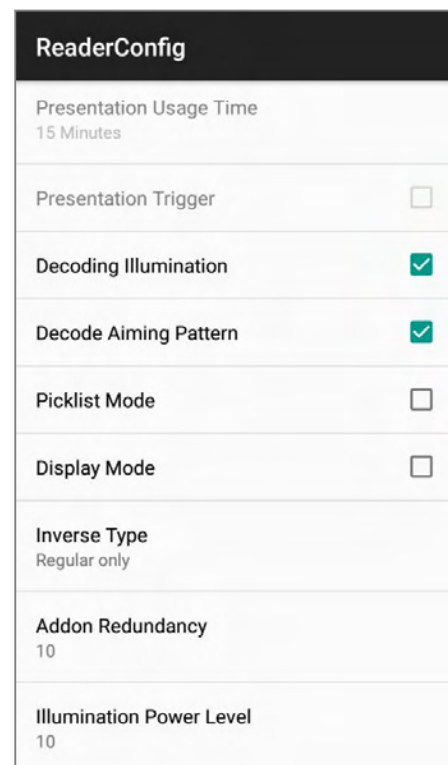 ReaderConfig
Presentation Usage Time
15 Minutes
Presentation Trigger
Decoding Illumination
Decode Aiming Pattern
Picklist Mode
Display Mode
Inverse Type
Regular only
Addon Redundancy
10
Illumination Power Level
10